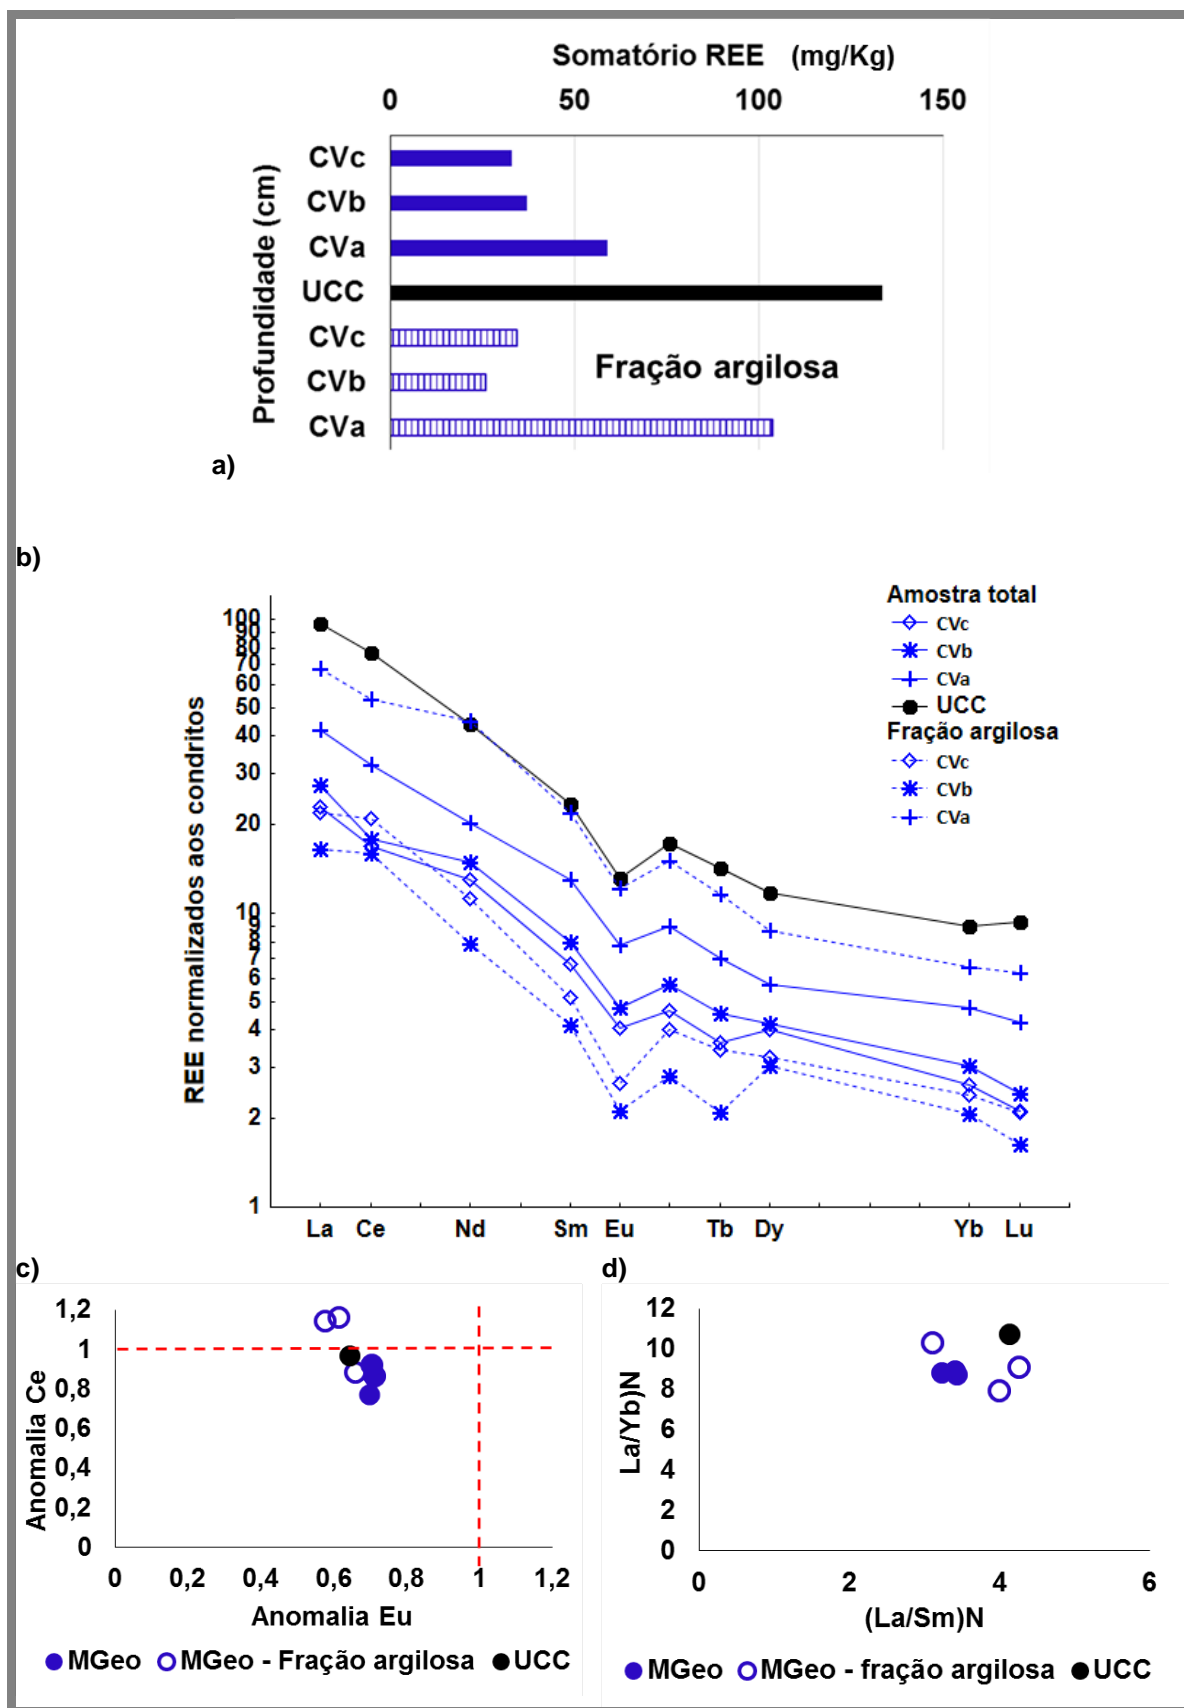 Somatório REE (mg/Kg)
0 50 100 150
Profundidade (cm)
CVc
CVb
CVa
UCC
CVc
CVb
CVa
Fração argilosa
a)
b)
REE normalizados aos condritos
100
90
80
70
60
50
40
30
20
10
9
8
7
6
5
4
3
2
1
La Ce Nd Sm Eu Tb Dy Yb Lu
Amostra total
CVc
CVb
CVa
UCC
Fração argilosa
CVc
CVb
CVa
c)
Anomalia Ce
1,2
1
0,8
0,6
0,4
0,2
0
0 0,2 0,4 0,6 0,8 1 1,2
Anomalia Eu
MGeo MGeo - Fração argilosa UCC
d)
La/Yb)N
12
10
8
6
4
2
0
0 2 4 6
(La/Sm)N
MGeo MGeo - fração argilosa UCC